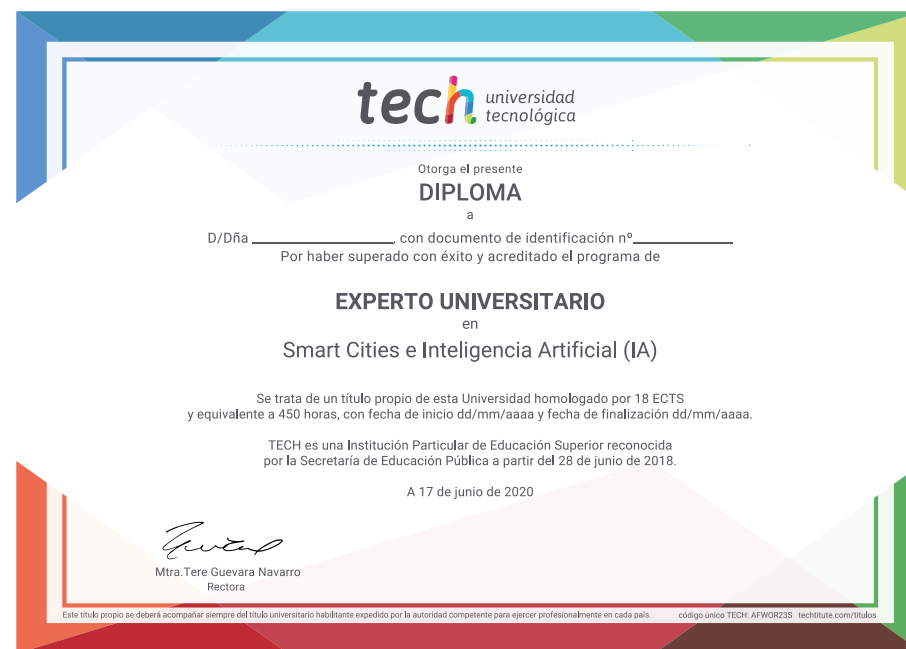 tech universidad
tecnológica
Otorga el presente
DIPLOMA
a
D/Dña ____________________, con documento de identificación nº______________
Por haber superado con éxito y acreditado el programa de
EXPERTO UNIVERSITARIO
en
Smart Cities e Inteligencia Artificial (IA)
Se trata de un título propio de esta Universidad homologado por 18 ECTS
y equivalente a 450 horas, con fecha de inicio dd/mm/aaaa y fecha de finalización dd/mm/aaaa.
TECH es una Institución Particular de Educación Superior reconocida
por la Secretaría de Educación Pública a partir del 28 de junio de 2018.
A 17 de junio de 2020
Mtra.Tere Guevara Navarro
Rectora
Este título propio se deberá acompañar siempre del título universitario habilitante expedido por la autoridad competente para ejercer profesionalmente en cada país. código único TECH: AFWOR23S techtitute.com/titulos